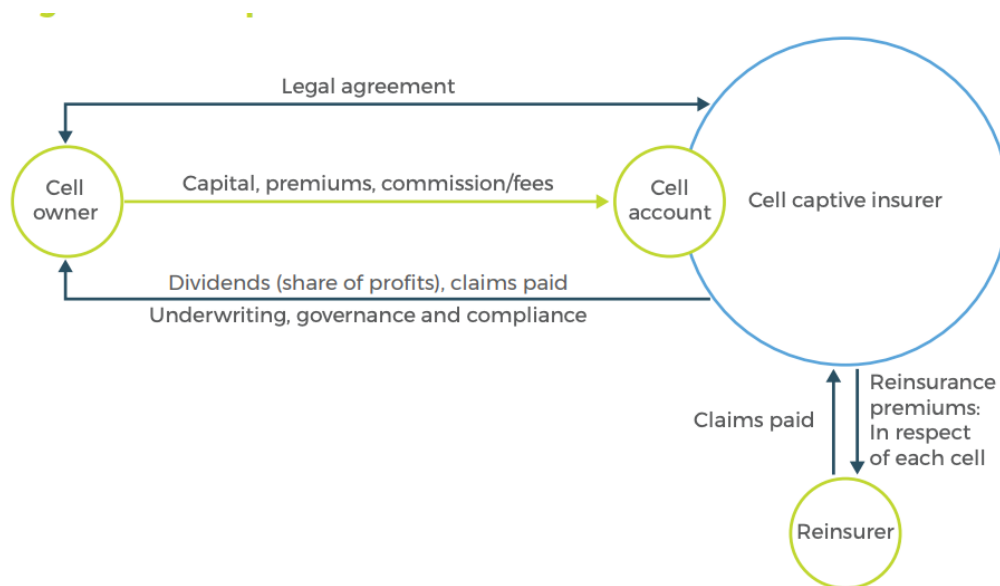 Legal agreement
Cell
owner
Capital, premiums, commission/fees
Cell
account
Cell captive insurer
Dividends (share of profits), claims paid
Underwriting, governance and compliance
Claims paid
Reinsurance
premiums:
In respect
of each cell
Reinsurer